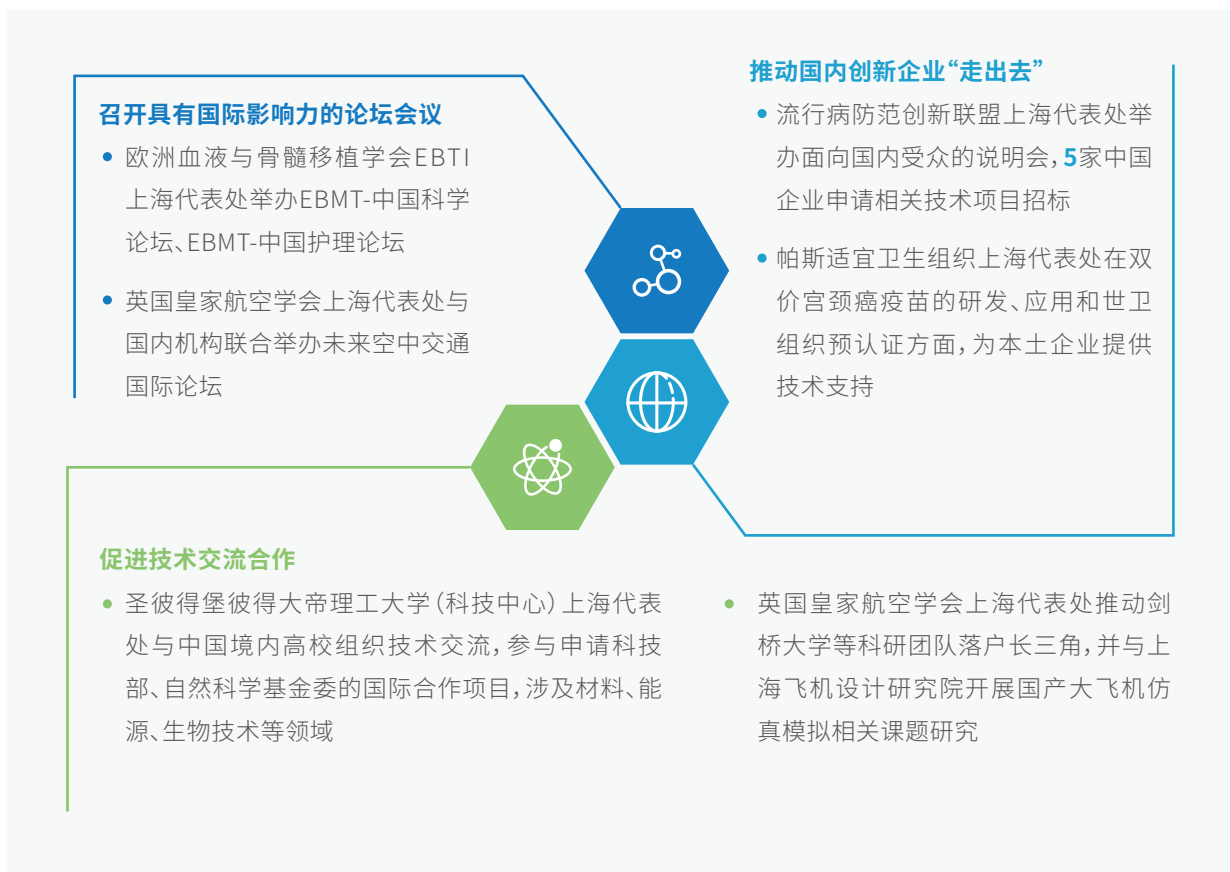 召开具有国际影响力的论坛会议
欧洲血液与骨髓移植学会EBTI
上海代表处举办EBMT-中国科学
论坛、EBMT-中国护理论坛
英国皇家航空学会上海代表处与
国内机构联合举办未来空中交通
国际论坛
推动国内创新企业“走出去”
流行病防范创新联盟上海代表处举
办面向国内受众的说明会，5家中国
企业申请相关技术项目招标
帕斯适宜卫生组织上海代表处在双
价宫颈癌疫苗的研发、应用和世卫
组织预认证方面，为本土企业提供
技术支持
促进技术交流合作
圣彼得堡彼得大帝理工大学（科技中心）上海代表
处与中国境内高校组织技术交流，参与申请科技
部、自然科学基金委的国际合作项目，涉及材料、能
源、生物技术等领域
英国皇家航空学会上海代表处推动剑
桥大学等科研团队落户长三角，并与上
海飞机设计研究院开展国产大飞机仿
真模拟相关课题研究